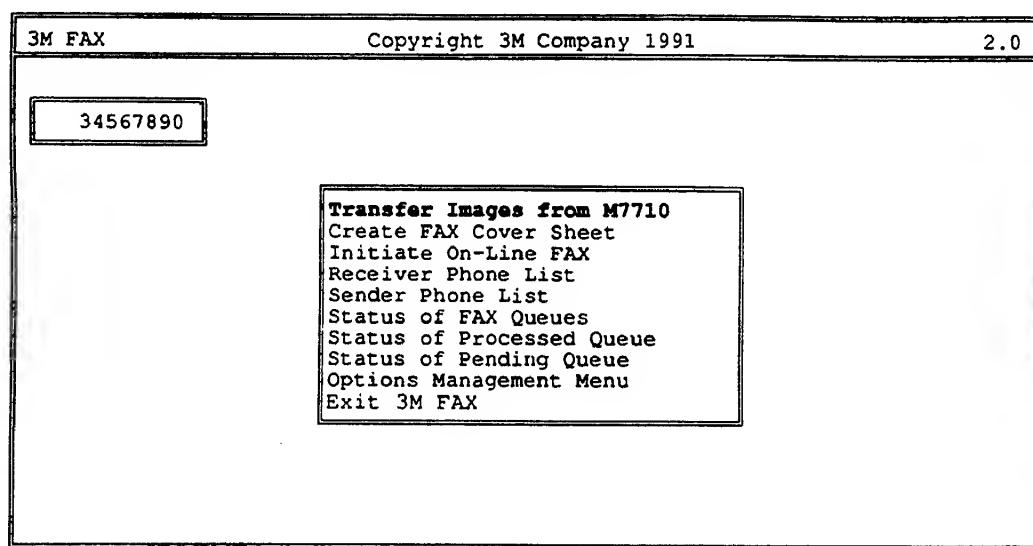 3M FAX Copyright 3M Company 1991 2.0
34567890
Transfer Images from M7710
Create FAX Cover Sheet
Initiate On-Line FAX
Receiver Phone List
Sender Phone List
Status of FAX Queues
Status of Processed Queue
Status of Pending Queue
Options Management Menu
Exit 3M FAX